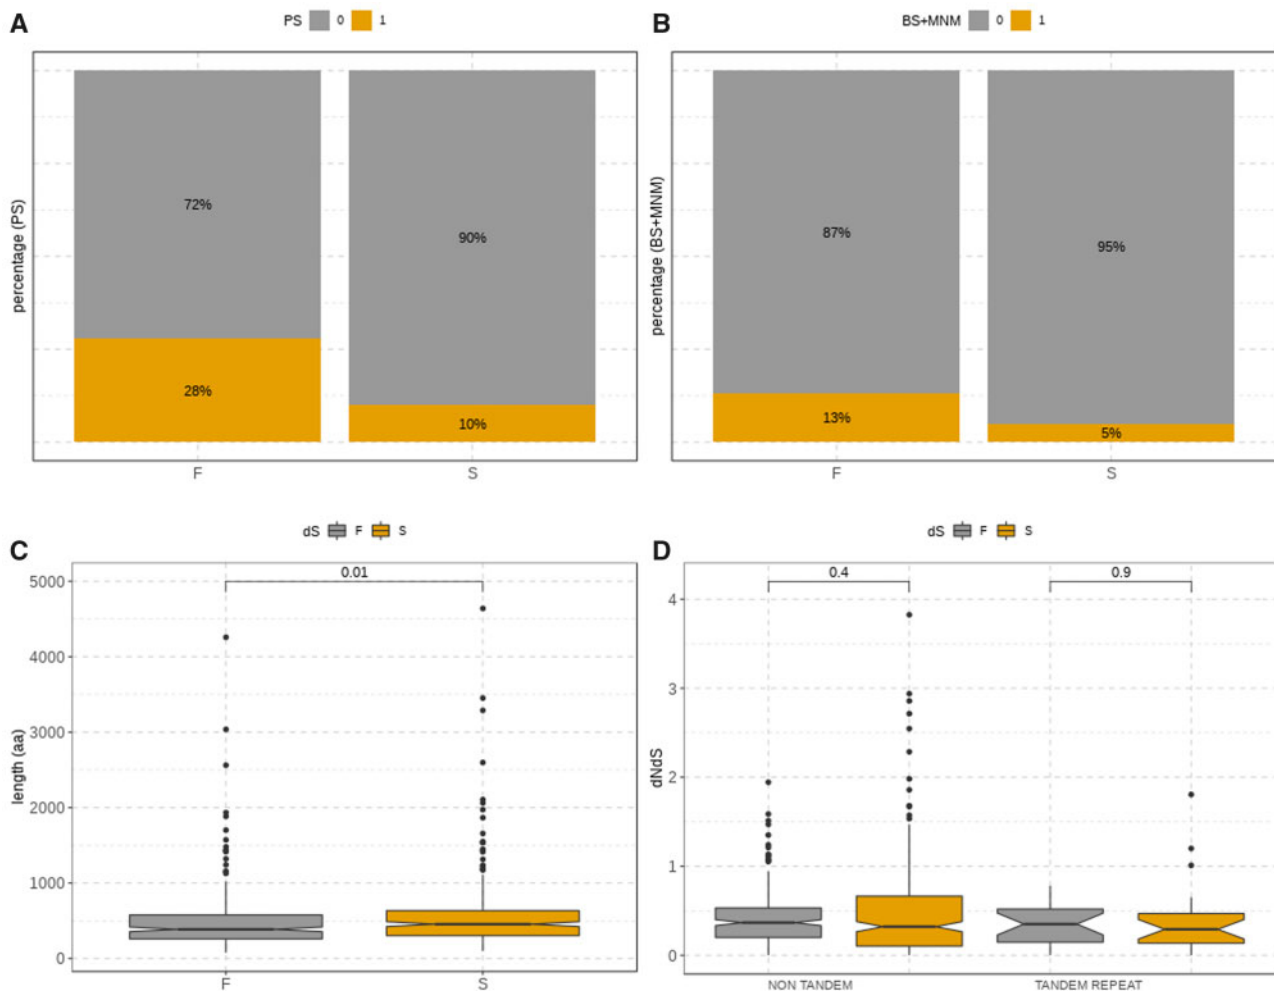 A
PS 0 1
percentage (PS)
72%
90%
28%
10%
F S
B
BS+MNM 0 1
percentage (BS+MNM)
87%
95%
13%
5%
F S
C
dS F S
length (aa)
0.01
5000
4000
3000
2000
1000
0
F S
D
dS F S
dNdS
0.4 0.9
4
3
2
1
0
NON TANDEM TANDEM REPEAT